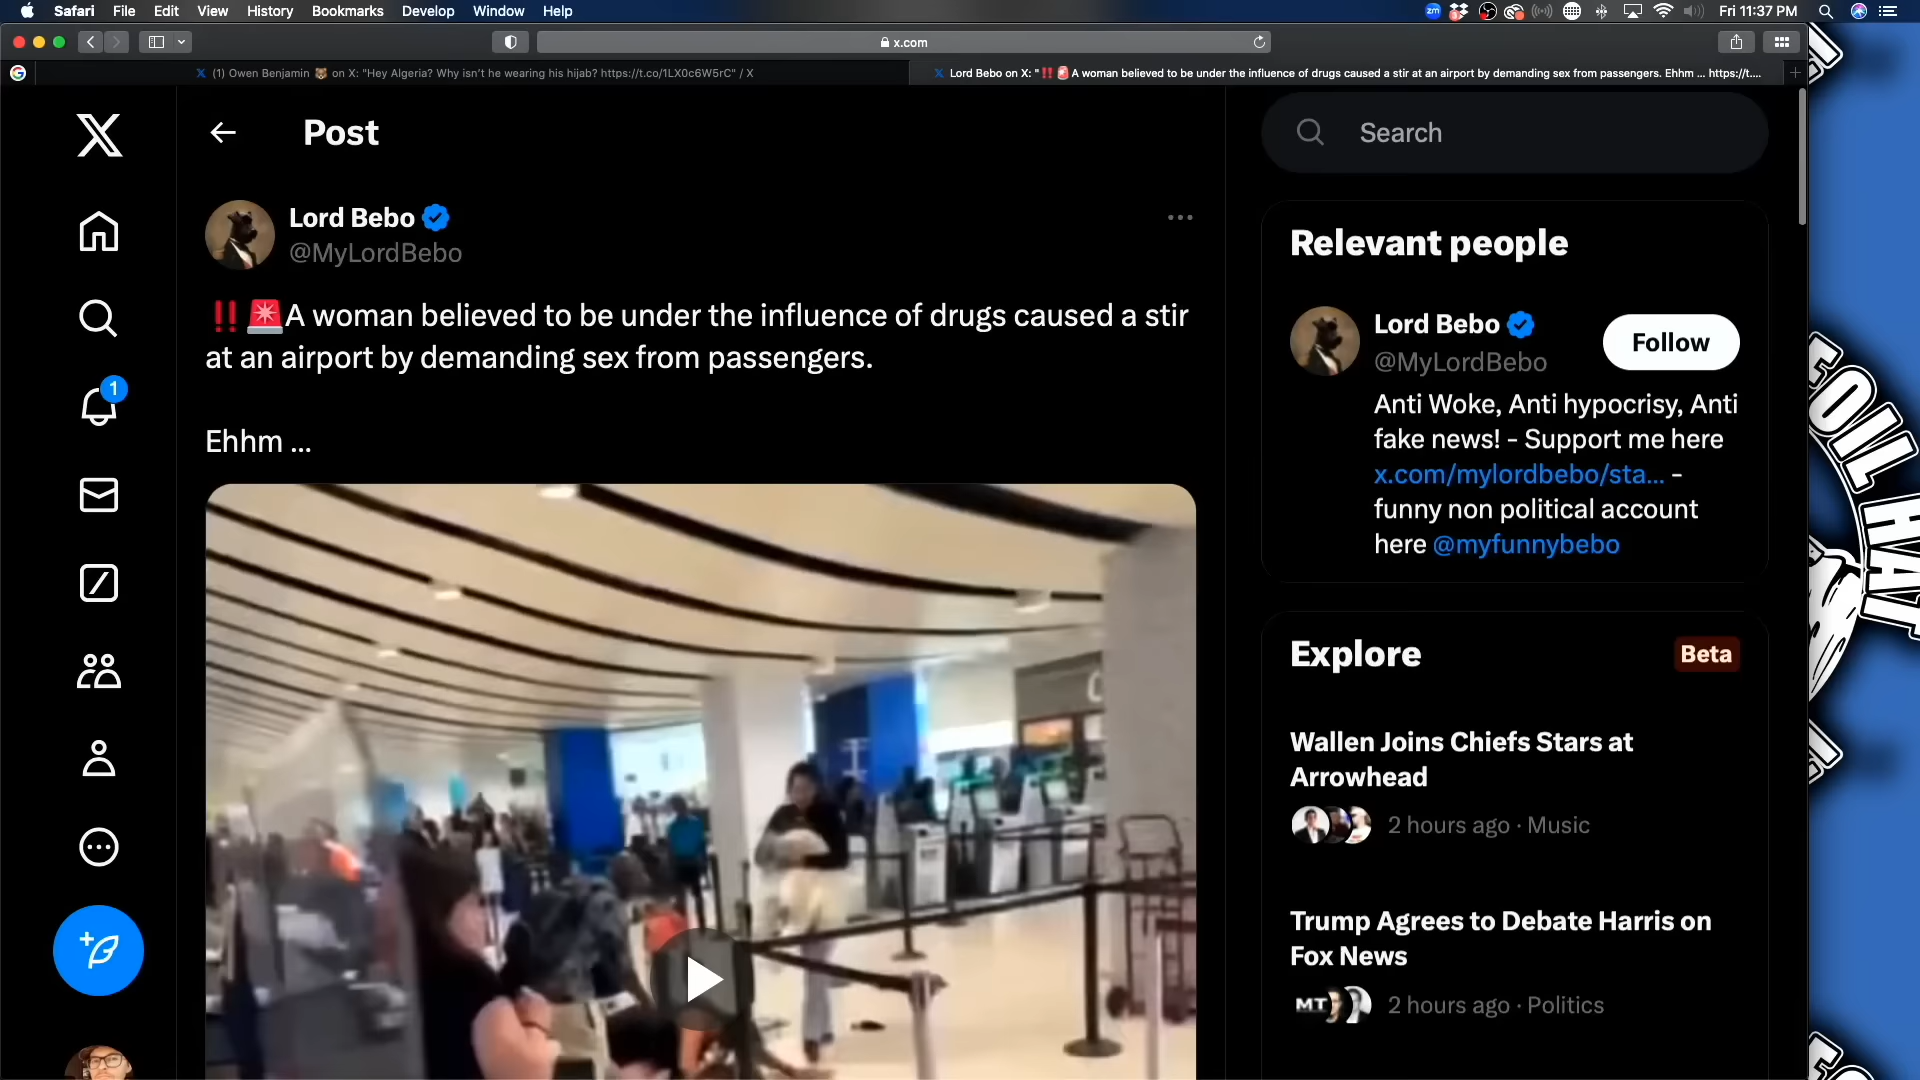 Safari File Edit View History Bookmarks Develop Window Help
zm
Fri 11:37 PM
x.com
(1) Owen Benjamin 🐻 on X: "Hey Algeria? Why isn't he wearing his hijab? https://t.co/1LX0c6W5rC" / X
Lord Bebo on X: "‼️🚨A woman believed to be under the influence of drugs caused a stir at an airport by demanding sex from passengers. Ehhm ... https://t....
Post
Search
Lord Bebo
@MyLordBebo
‼️🚨A woman believed to be under the influence of drugs caused a stir
at an airport by demanding sex from passengers.
Ehhm ...
1
Relevant people
Lord Bebo
@MyLordBebo
Follow
Anti Woke, Anti hypocrisy, Anti
fake news! - Support me here
x.com/mylordbebo/sta... -
funny non political account
here @myfunnybebo
Explore
Beta
Wallen Joins Chiefs Stars at
Arrowhead
2 hours ago · Music
Trump Agrees to Debate Harris on
Fox News
MT
2 hours ago · Politics
FOIL HAT